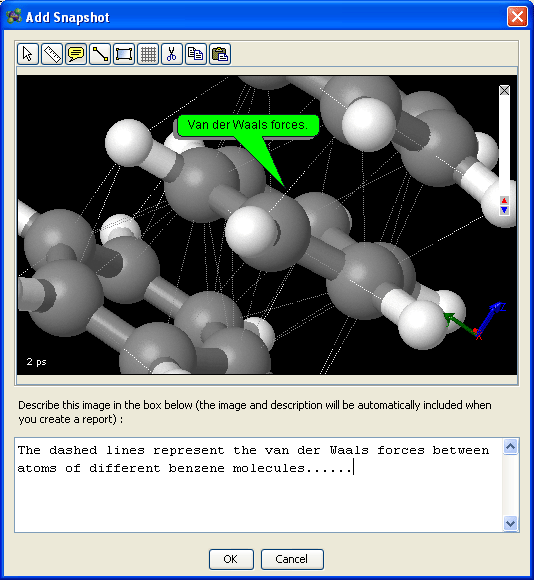 Add Snapshot
Van der Waals forces.
2 ps
Describe this image in the box below (the image and description will be automatically included when
you create a report) :
The dashed lines represent the van der Waals forces between
atoms of different benzene molecules......
OK
Cancel